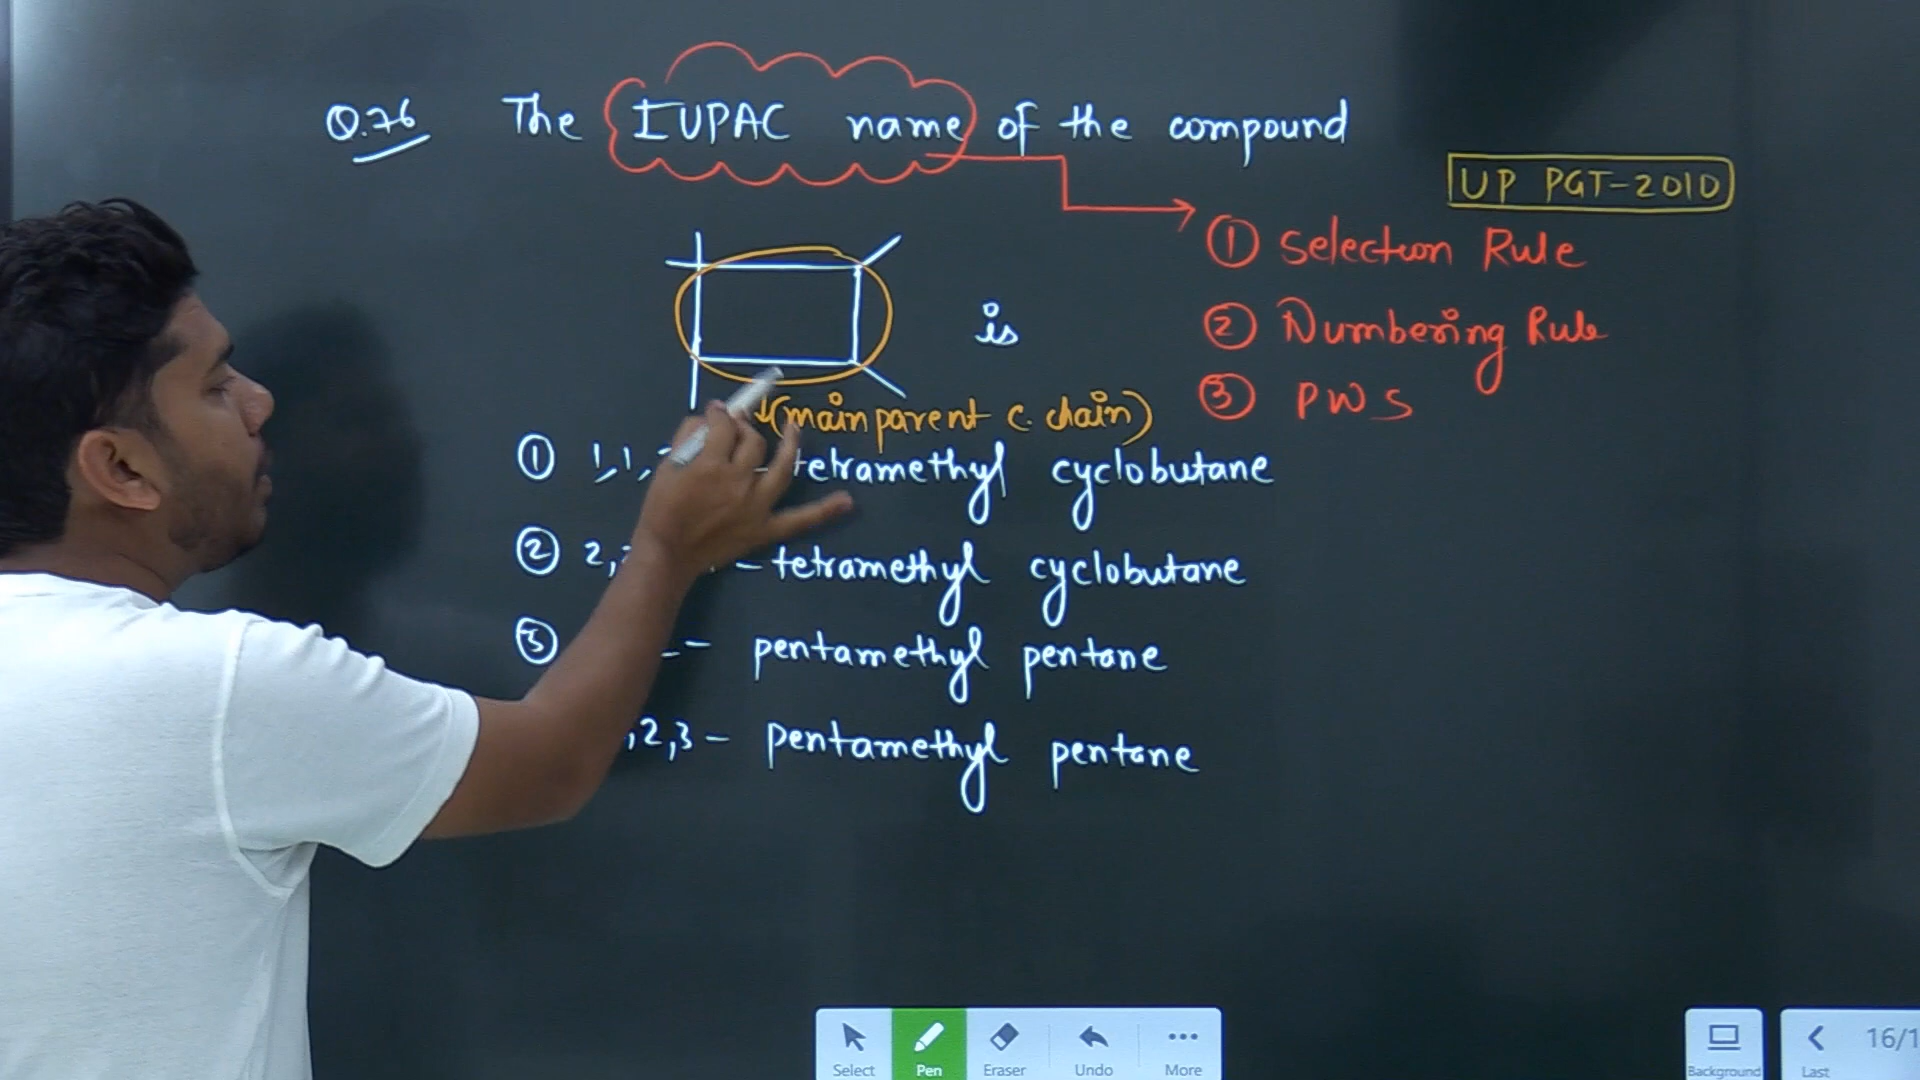 Q.76 The IUPAC name of the compound
UP PGT-2010
① Selection Rule
is
② Numbering Rule
③ PWS
(main parent C. chain)
① 1,1, - tetramethyl cyclobutane
② 2, - tetramethyl cyclobutane
③ - pentamethyl pentane
,2,3 - pentamethyl pentane
Select Pen Eraser Undo More
Background Last 16/1